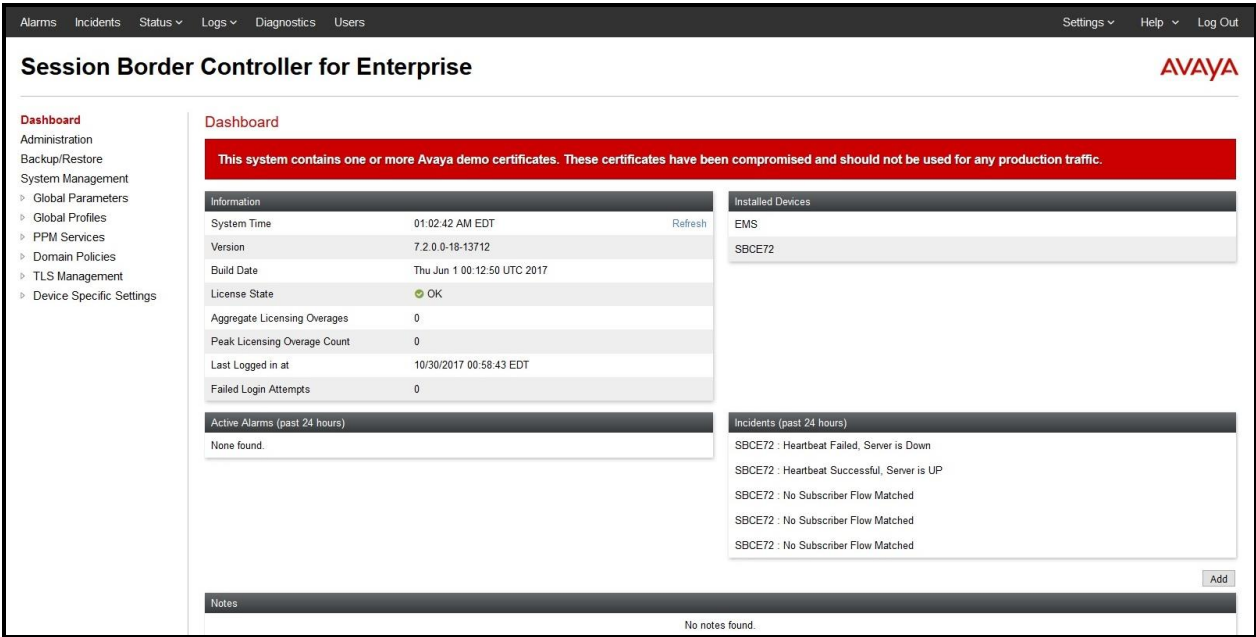 Alarms Incidents Status Logs Diagnostics Users Settings Help Log Out
Session Border Controller for Enterprise
AVAYA
Dashboard
Administration
Backup/Restore
System Management
Global Parameters
Global Profiles
PPM Services
Domain Policies
TLS Management
Device Specific Settings
Dashboard
This system contains one or more Avaya demo certificates. These certificates have been compromised and should not be used for any production traffic.
Information
System Time 01:02:42 AM EDT Refresh
Version 7.2.0.0-18-13712
Build Date Thu Jun 1 00:12:50 UTC 2017
License State OK
Aggregate Licensing Overages 0
Peak Licensing Overage Count 0
Last Logged in at 10/30/2017 00:58:43 EDT
Failed Login Attempts 0
Installed Devices
EMS
SBCE72
Active Alarms (past 24 hours)
None found.
Incidents (past 24 hours)
SBCE72 : Heartbeat Failed, Server is Down
SBCE72 : Heartbeat Successful, Server is UP
SBCE72 : No Subscriber Flow Matched
SBCE72 : No Subscriber Flow Matched
SBCE72 : No Subscriber Flow Matched
Add
Notes
No notes found.